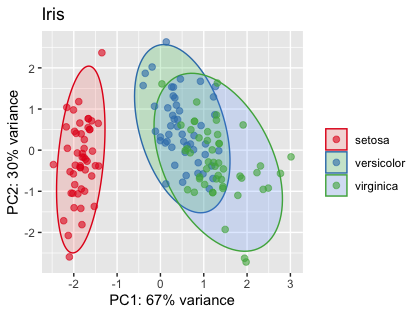 Iris
PC2: 30% variance
2
1
0
-1
-2
-2
-1
0
1
2
3
PC1: 67% variance
setosa
versicolor
virginica